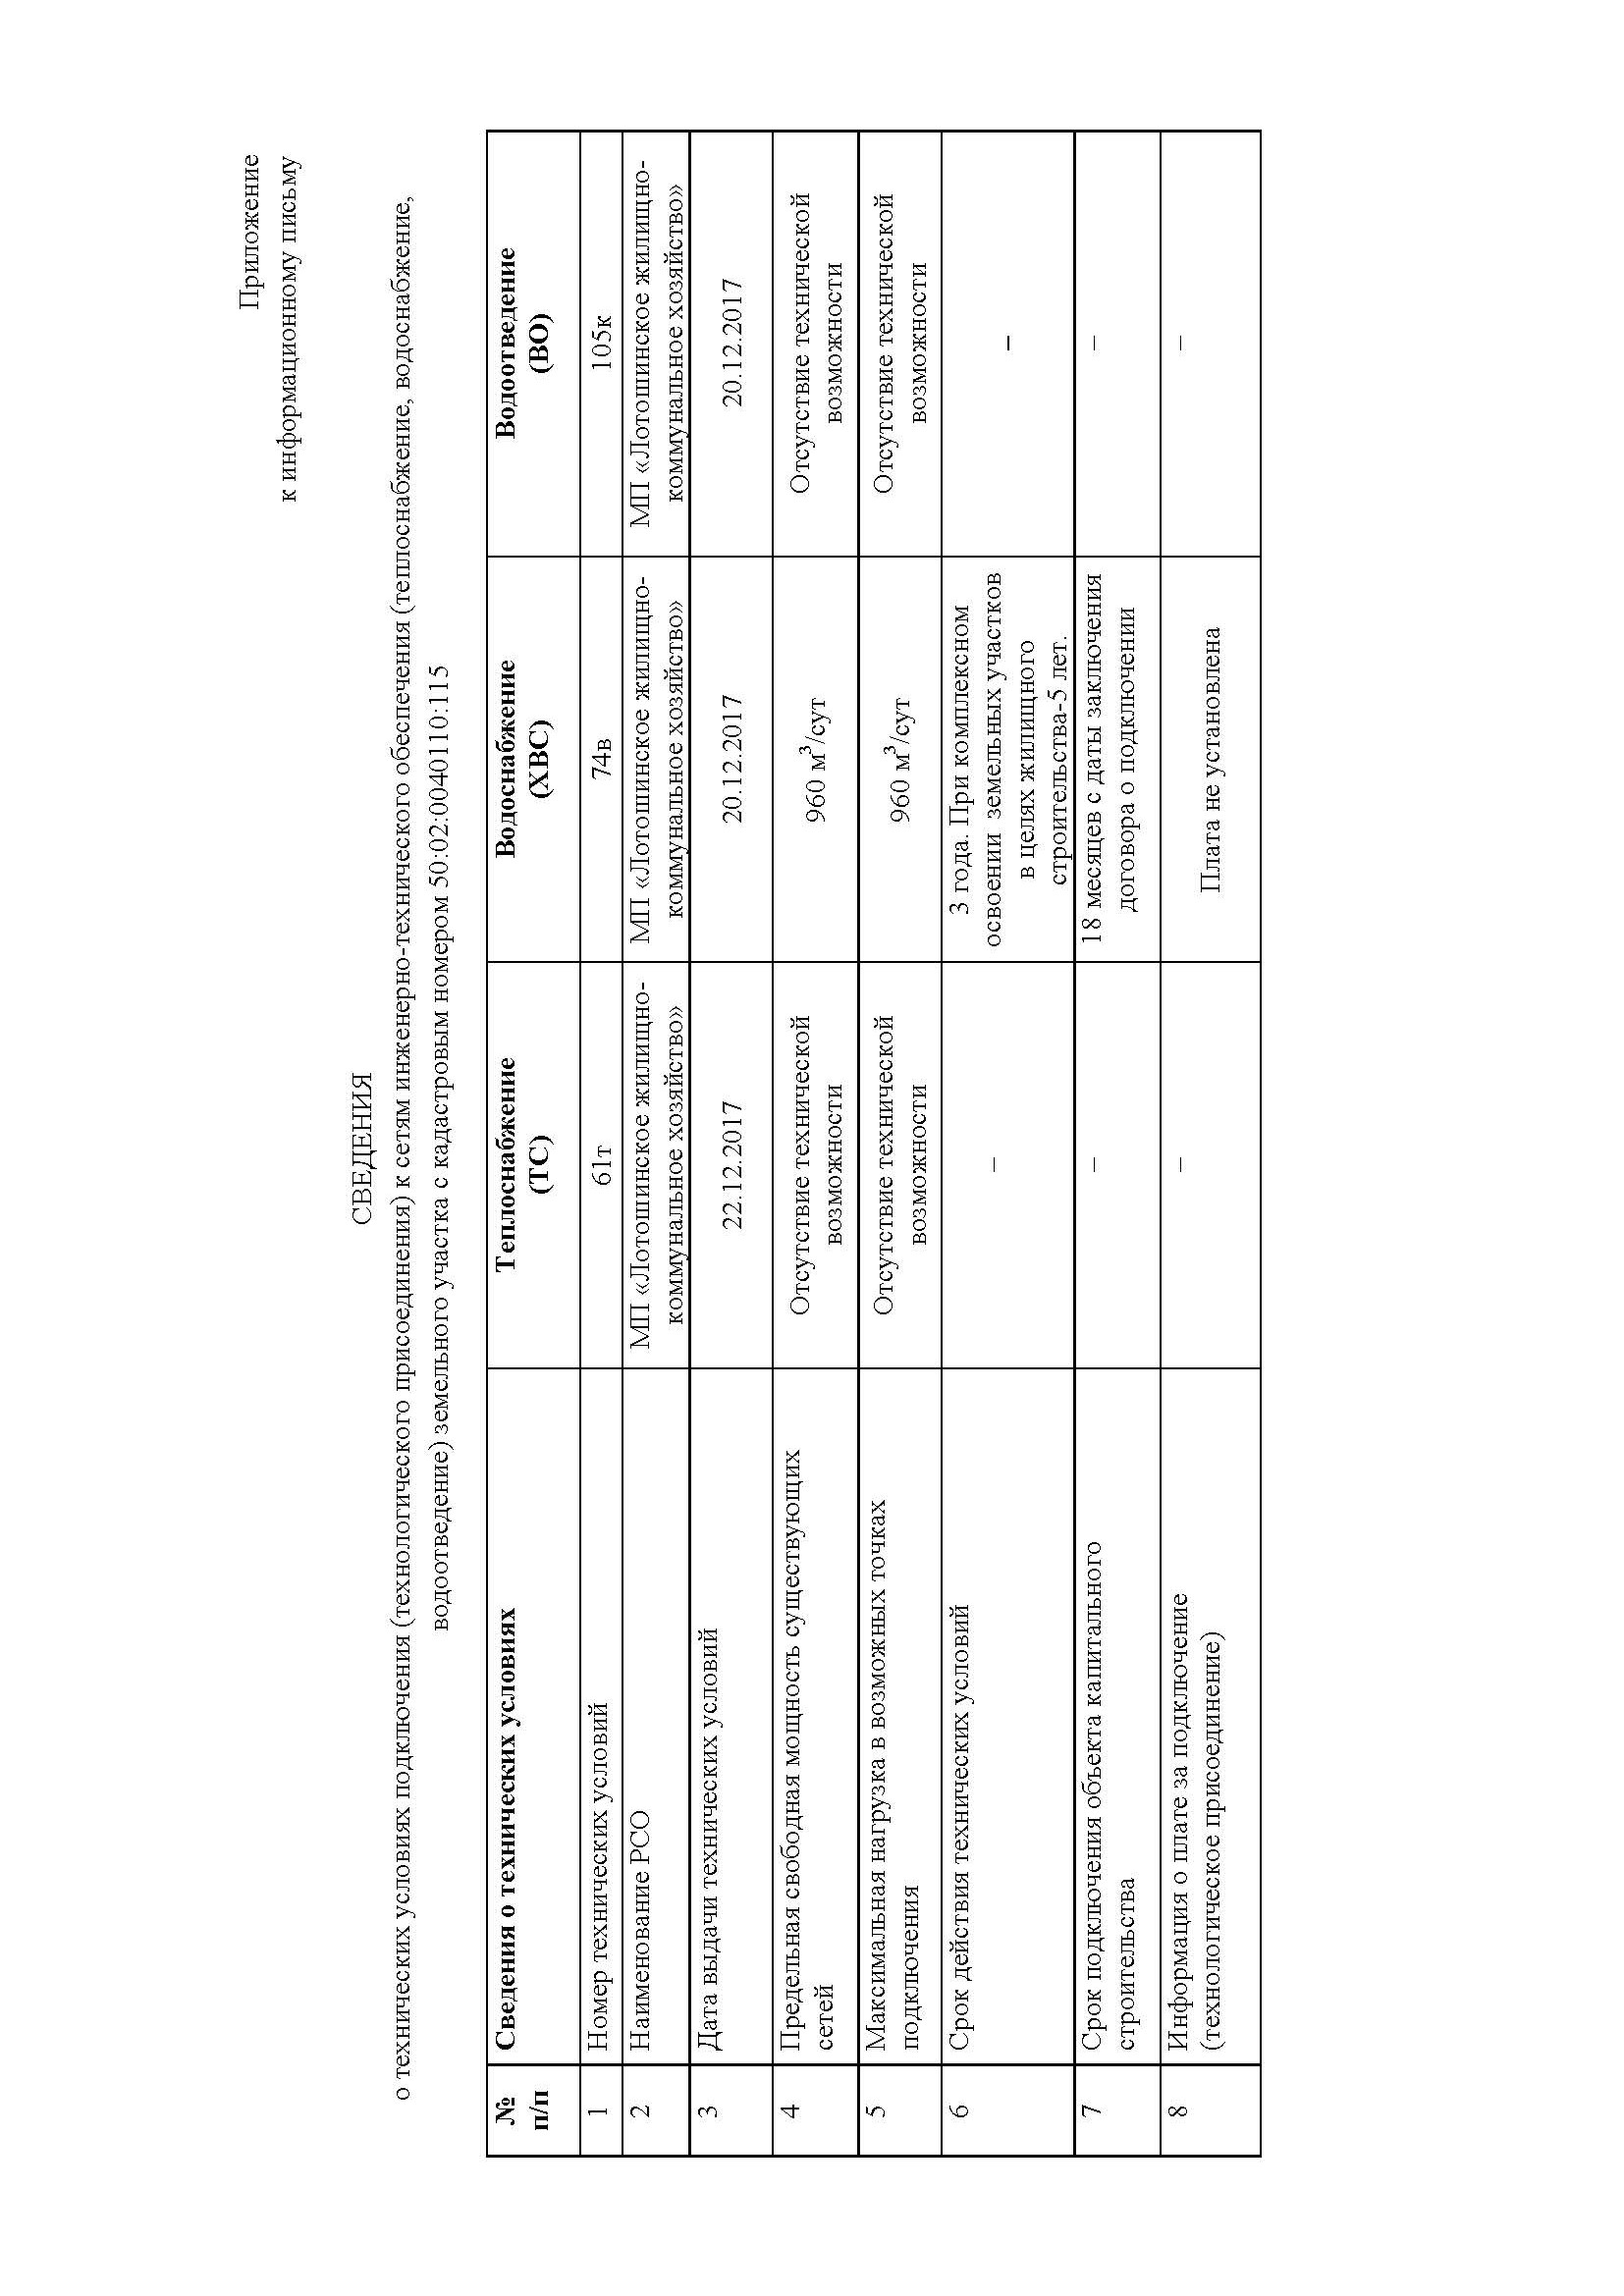 Приложение
к информационному письму
СВЕДЕНИЯ
о технических условиях подключения (технологического присоединения) к сетям инженерно-технического обеспечения (теплоснабжение, водоснабжение,
водоотведение) земельного участка с кадастровым номером 50:02:0040110:115
№
п/п
Сведения о технических условиях
Теплоснабжение
(ТС)
Водоснабжение
(ХВС)
Водоотведение
(ВО)
1
Номер технических условий
61т
74в
105к
2
Наименование РСО
МП «Лотошинское жилищно-
коммунальное хозяйство»
МП «Лотошинское жилищно-
коммунальное хозяйство»
МП «Лотошинское жилищно-
коммунальное хозяйство»
3
Дата выдачи технических условий
22.12.2017
20.12.2017
20.12.2017
4
Предельная свободная мощность существующих
сетей
Отсутствие технической
возможности
960 м³/сут
Отсутствие технической
возможности
5
Максимальная нагрузка в возможных точках
подключения
Отсутствие технической
возможности
960 м³/сут
Отсутствие технической
возможности
6
Срок действия технических условий
–
3 года. При комплексном
освоении земельных участков
в целях жилищного
строительства-5 лет.
–
7
Срок подключения объекта капитального
строительства
–
18 месяцев с даты заключения
договора о подключении
–
8
Информация о плате за подключение
(технологическое присоединение)
–
Плата не установлена
–